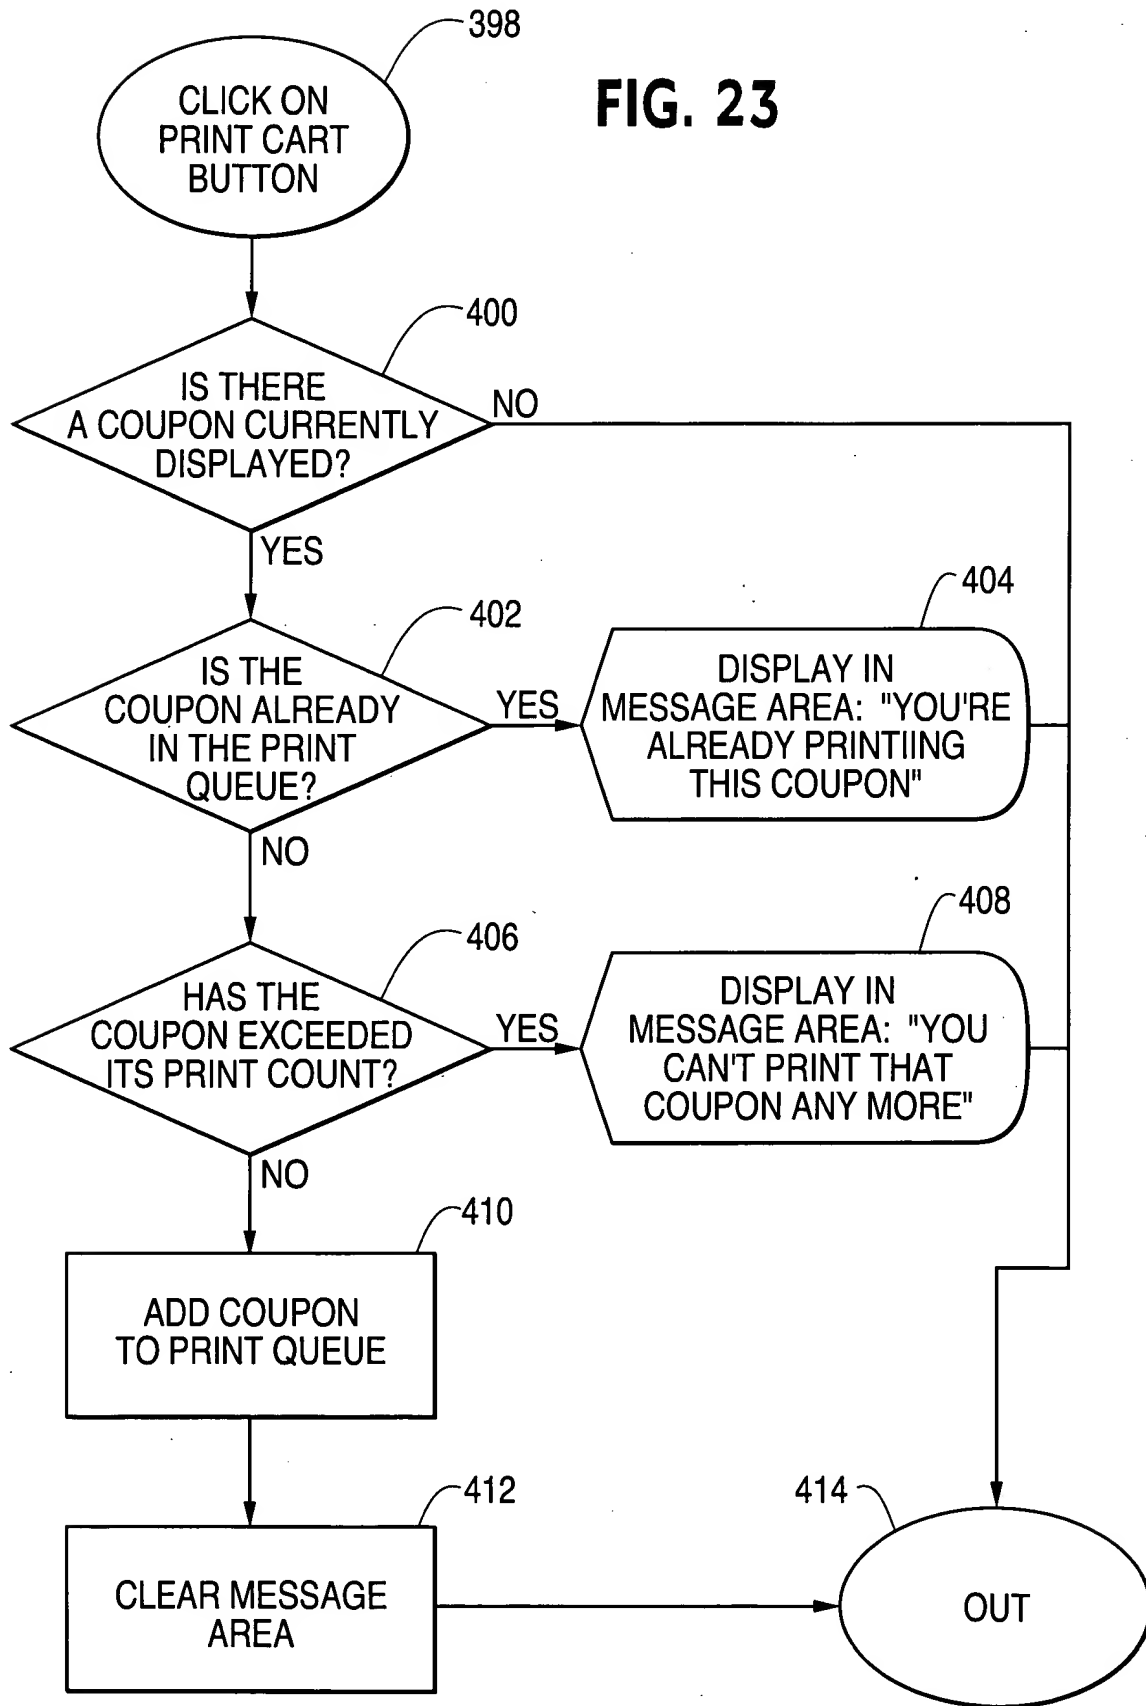 398
FIG. 23
CLICK ON
PRINT CART
BUTTON
400
IS THERE
A COUPON CURRENTLY
DISPLAYED?
NO
YES
402
IS THE
COUPON ALREADY
IN THE PRINT
QUEUE?
YES
404
DISPLAY IN
MESSAGE AREA: "YOU'RE
ALREADY PRINTIING
THIS COUPON"
NO
406
HAS THE
COUPON EXCEEDED
ITS PRINT COUNT?
YES
408
DISPLAY IN
MESSAGE AREA: "YOU
CAN'T PRINT THAT
COUPON ANY MORE"
NO
410
ADD COUPON
TO PRINT QUEUE
412
CLEAR MESSAGE
AREA
414
OUT